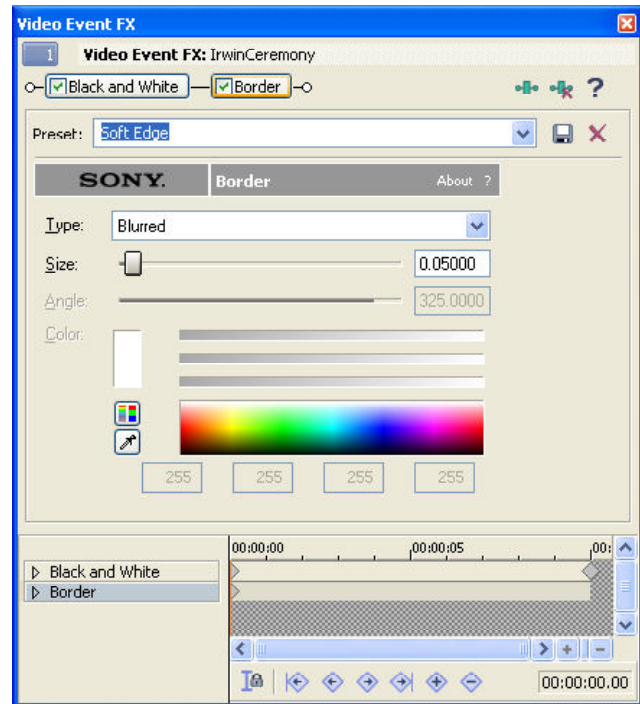 Video Event FX
1 Video Event FX: IrwinCeremony
Black and White Border ?
Preset: Soft Edge
SONY. Border About ?
Type: Blurred
Size: 0.05000
Angle: 325.0000
Color:
255 255 255 255
00:00:00 00:00:05 00:
Black and White
Border
00:00:00.00